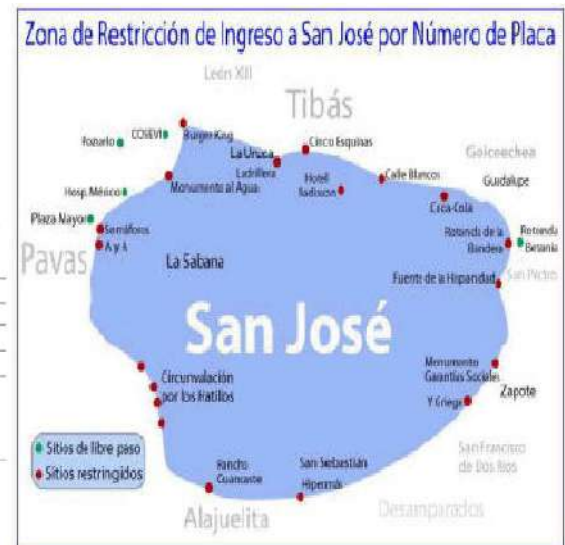 Zona de Restricción de Ingreso a San José por Número de Placa
León XIII
Tibás
COSEVI
Burger King
Pozuelo
Cinco Esquinas
La Uruca
Ladrillera
Goicoechea
Hosp. México
Monumento al Agua
Hotel
Radisson
Calle Blancos
Guadalupe
Plaza Mayor
Semáforos
A y A
Coca-Cola
Rotonda de la
Bandera
Rotonda
Betania
Pavas
La Sabana
Fuente de la Hispanidad
San Pedro
San José
Circunvalación
por los Hatillos
Monumento
Garantías Sociales
Zapote
Y Griega
Sitios de libre paso
Sitios restringidos
San Francisco
de Dos Ríos
Rancho
Guanacaste
San Sebastián
Hipermás
Alajuelita
Desamparados